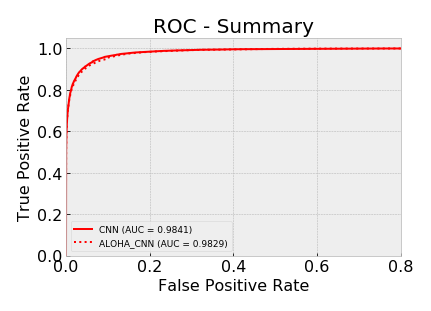 ROC - Summary
True Positive Rate
1.0
0.8
0.6
0.4
0.2
0.0
CNN (AUC = 0.9841)
ALOHA_CNN (AUC = 0.9829)
0.0 0.2 0.4 0.6 0.8
False Positive Rate